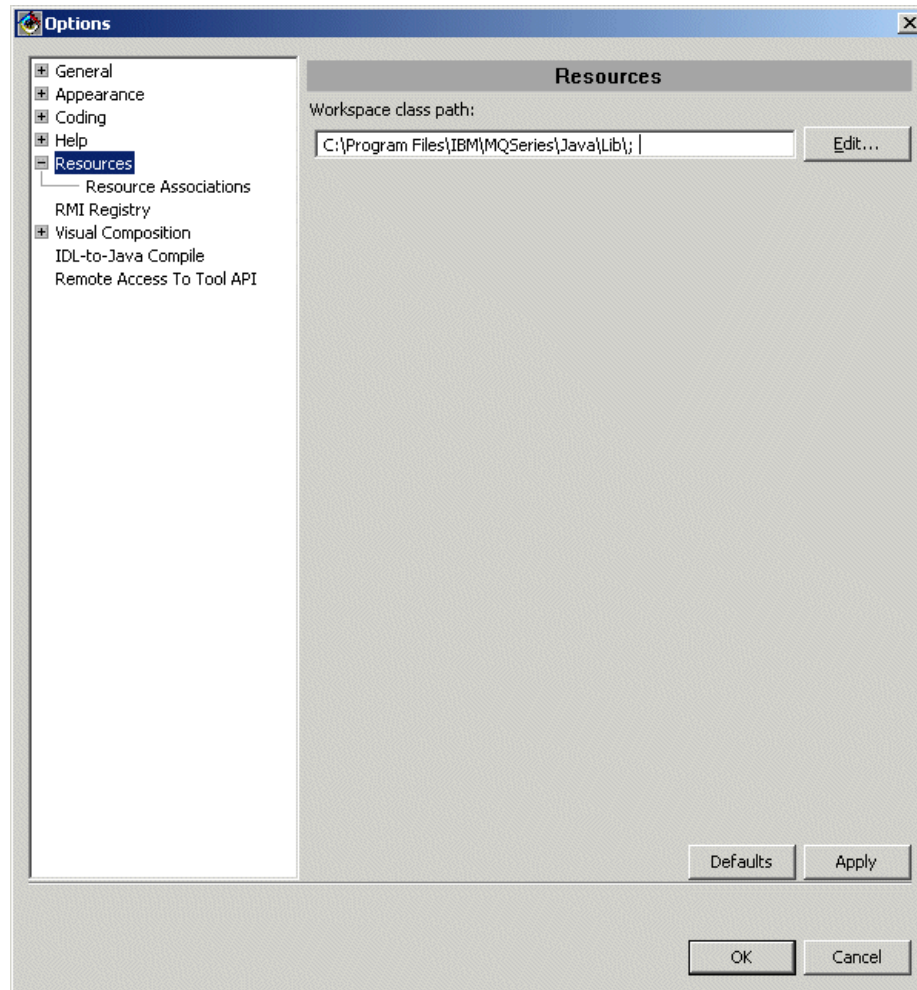 Options
General
Appearance
Coding
Help
Resources
Resource Associations
RMI Registry
Visual Composition
IDL-to-Java Compile
Remote Access To Tool API
Resources
Workspace class path:
C:\Program Files\IBM\MQSeries\Java\Lib\;
Edit...
Defaults
Apply
OK
Cancel